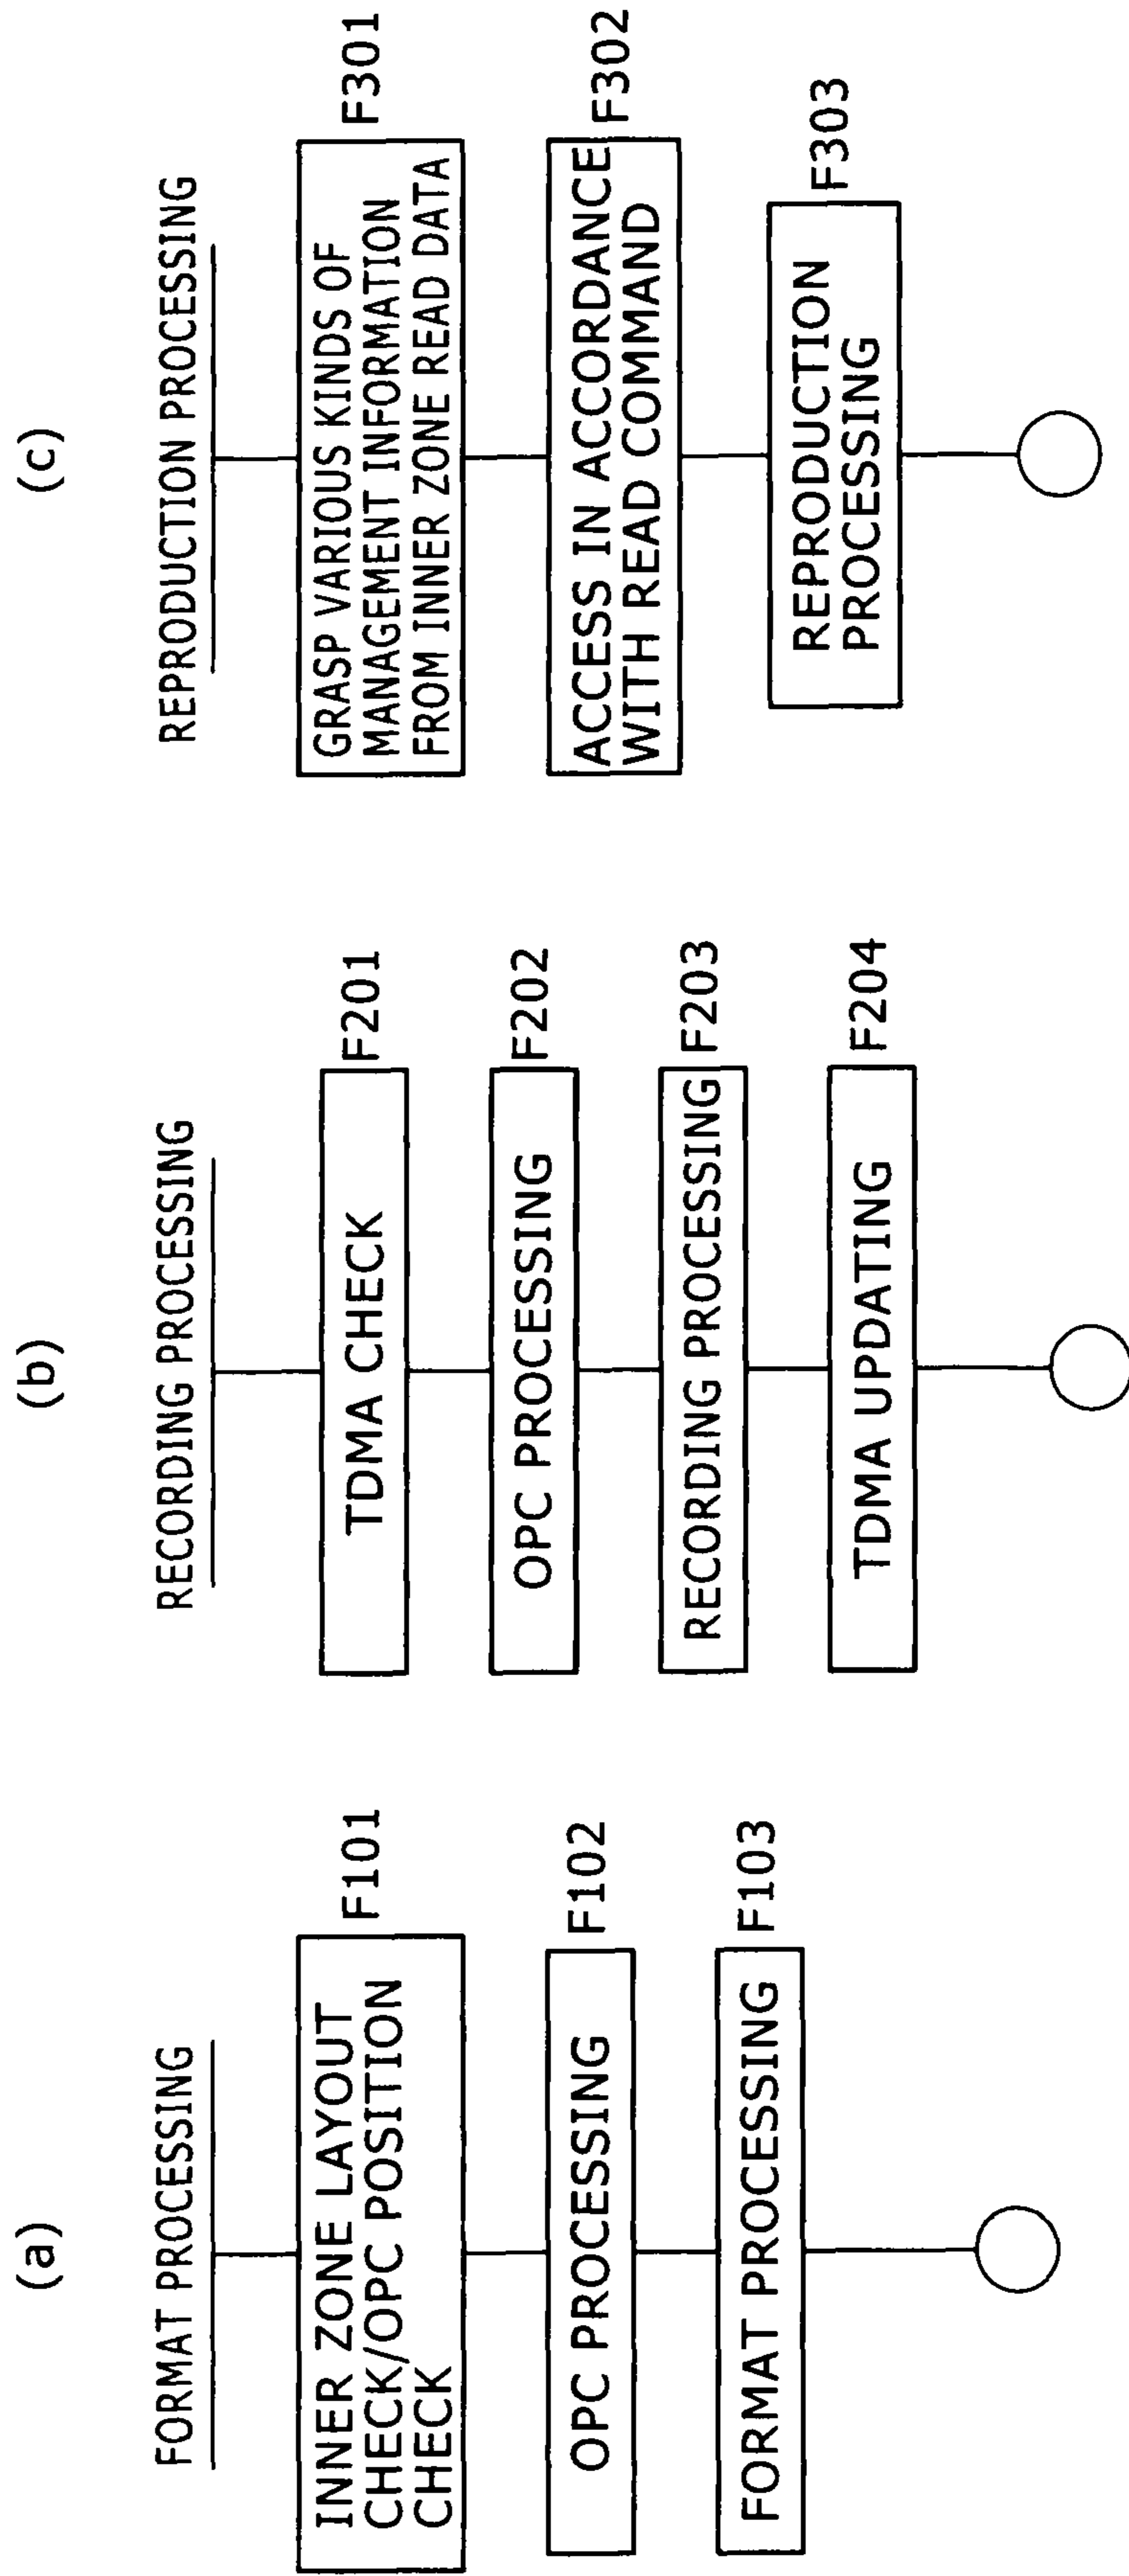 (a)
FORMAT PROCESSING
INNER ZONE LAYOUT
CHECK/OPC POSITION
CHECK
F101
OPC PROCESSING
F102
FORMAT PROCESSING
F103
(b)
RECORDING PROCESSING
TDMA CHECK
F201
OPC PROCESSING
F202
RECORDING PROCESSING
F203
TDMA UPDATING
F204
(c)
REPRODUCTION PROCESSING
GRASP VARIOUS KINDS OF
MANAGEMENT INFORMATION
FROM INNER ZONE READ DATA
F301
ACCESS IN ACCORDANCE
WITH READ COMMAND
F302
REPRODUCTION
PROCESSING
F303